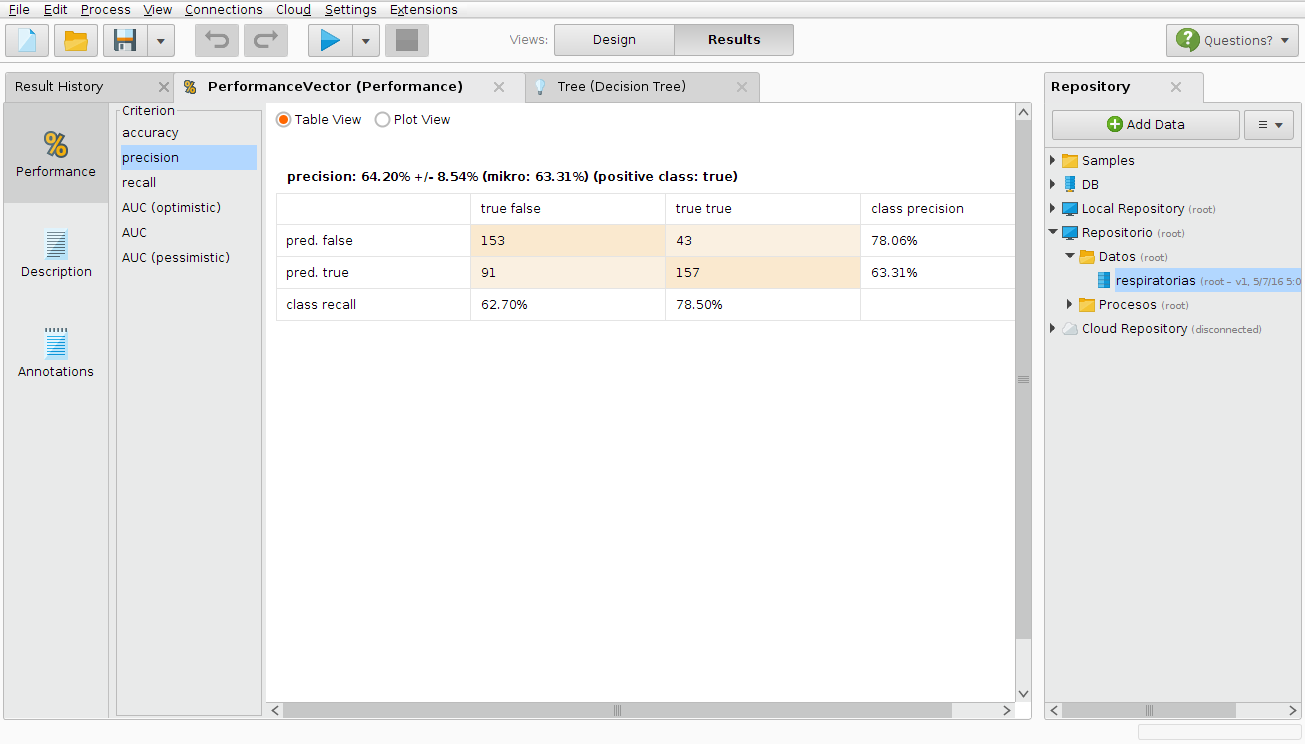 File Edit Process View Connections Cloud Settings Extensions
Views: Design Results Questions?
Result History PerformanceVector (Performance) Tree (Decision Tree) Repository
Performance
Description
Annotations
Criterion
accuracy
precision
recall
AUC (optimistic)
AUC
AUC (pessimistic)
Table View Plot View
precision: 64.20% +/- 8.54% (mikro: 63.31%) (positive class: true)
true false true true class precision
pred. false 153 43 78.06%
pred. true 91 157 63.31%
class recall 62.70% 78.50%
Add Data
Samples
DB
Local Repository (root)
Repositorio (root)
Datos (root)
respiratorias (root – v1, 5/7/16 5:0
Procesos (root)
Cloud Repository (disconnected)